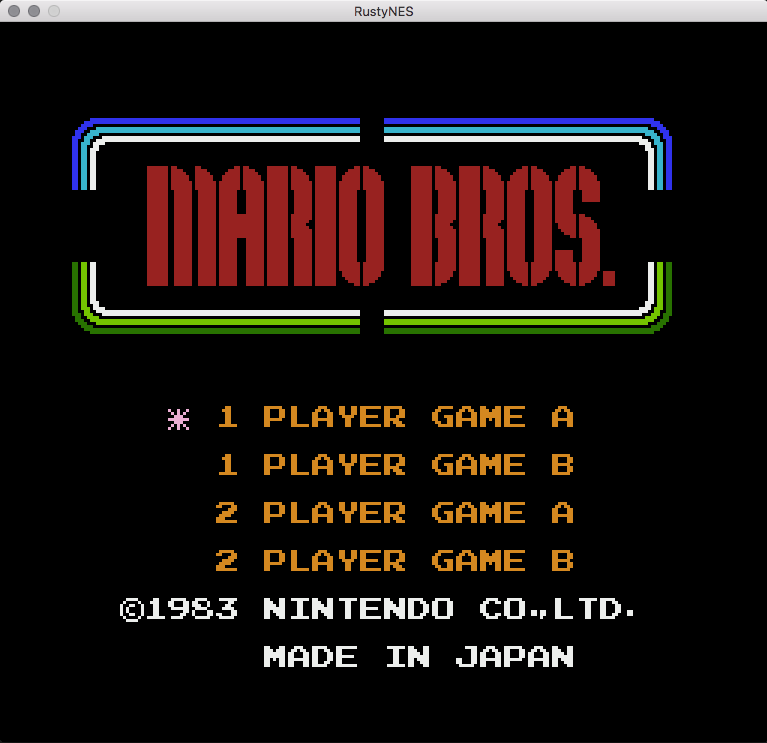 RustyNES
MARIO BROS.
1 PLAYER GAME A
1 PLAYER GAME B
2 PLAYER GAME A
2 PLAYER GAME B
©1983 NINTENDO CO.,LTD.
MADE IN JAPAN